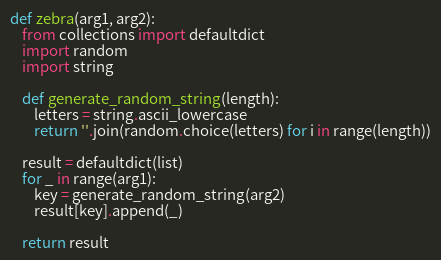 def zebra(arg1, arg2):
from collections import defaultdict
import random
import string
def generate_random_string(length):
letters = string.ascii_lowercase
return ''.join(random.choice(letters) for i in range(length))
result = defaultdict(list)
for _ in range(arg1):
key = generate_random_string(arg2)
result[key].append(_)
return result